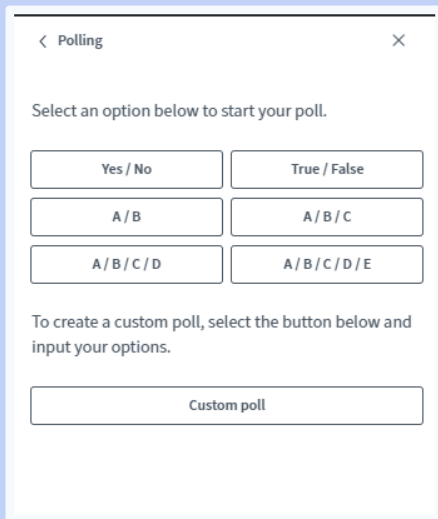 Polling
Select an option below to start your poll.
Yes / No
True / False
A / B
A / B / C
A / B / C / D
A / B / C / D / E
To create a custom poll, select the button below and
input your options.
Custom poll